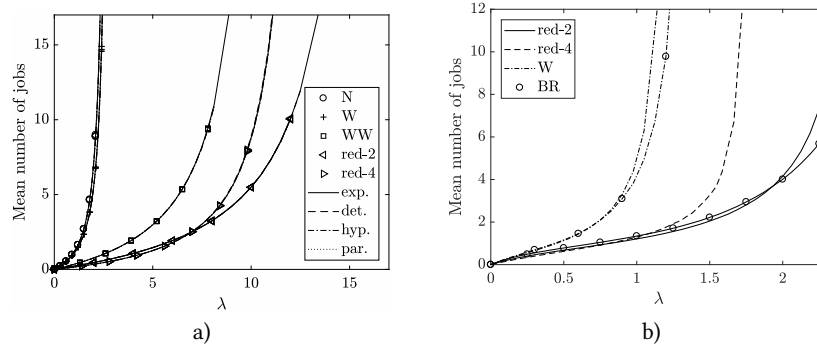 Mean number of jobs
15
10
5
0
0
5
10
15
λ
N
W
WW
red-2
red-4
exp.
det.
hyp.
par.
a)
Mean number of jobs
12
10
8
6
4
2
0
0
0.5
1
1.5
2
λ
red-2
red-4
W
BR
b)